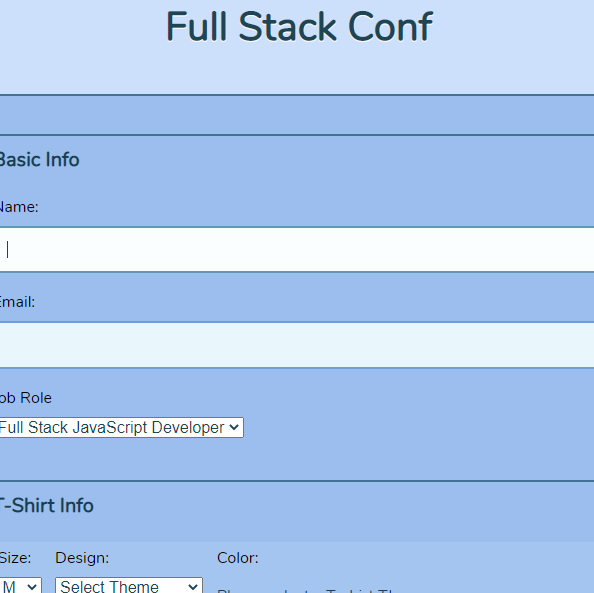 Full Stack Conf
Basic Info
Name:
Email:
ob Role
Full Stack JavaScript Developer
T-Shirt Info
Size: Design: Color:
M Select Theme